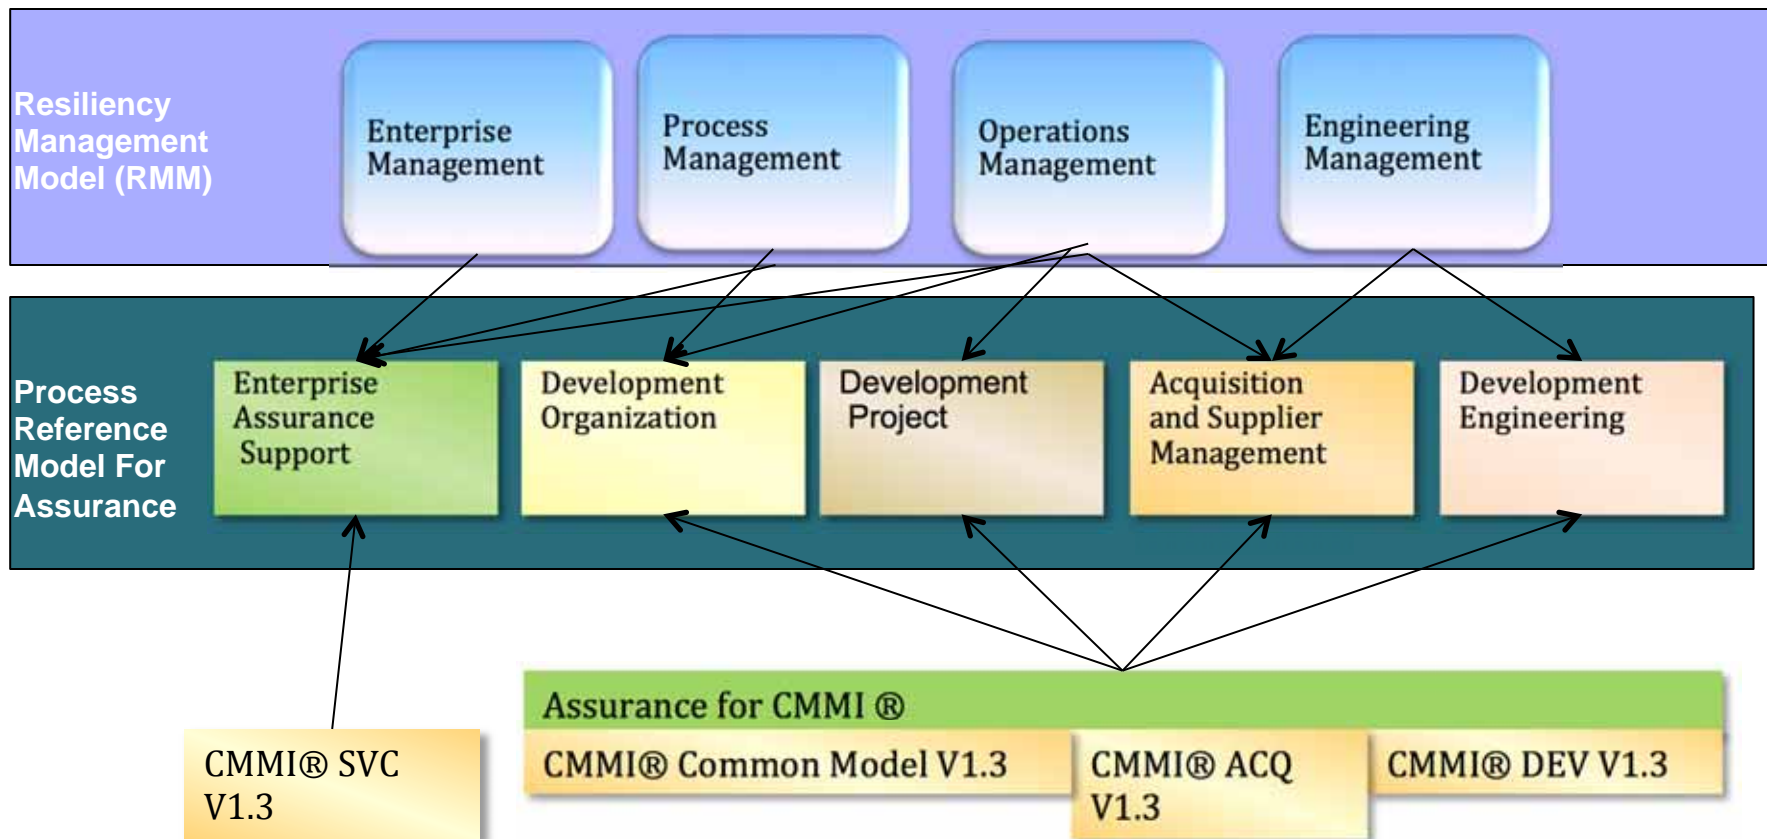 Resiliency
Management
Model (RMM)
Enterprise
Management
Process
Management
Operations
Management
Engineering
Management
Process
Reference
Model For
Assurance
Enterprise
Assurance
Support
Development
Organization
Development
Project
Acquisition
and Supplier
Management
Development
Engineering
Assurance for CMMI ®
CMMI® SVC
V1.3
CMMI® Common Model V1.3
CMMI® ACQ
V1.3
CMMI® DEV V1.3